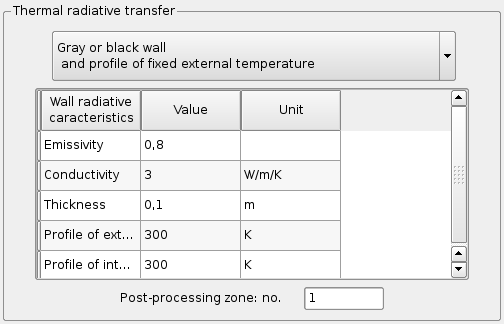 Thermal radiative transfer
Gray or black wall
and profile of fixed external temperature
Wall radiative
caracteristics
Value
Unit
Emissivity
0,8
Conductivity
3
W/m/K
Thickness
0,1
m
Profile of ext...
300
K
Profile of int...
300
K
Post-processing zone: no.
1